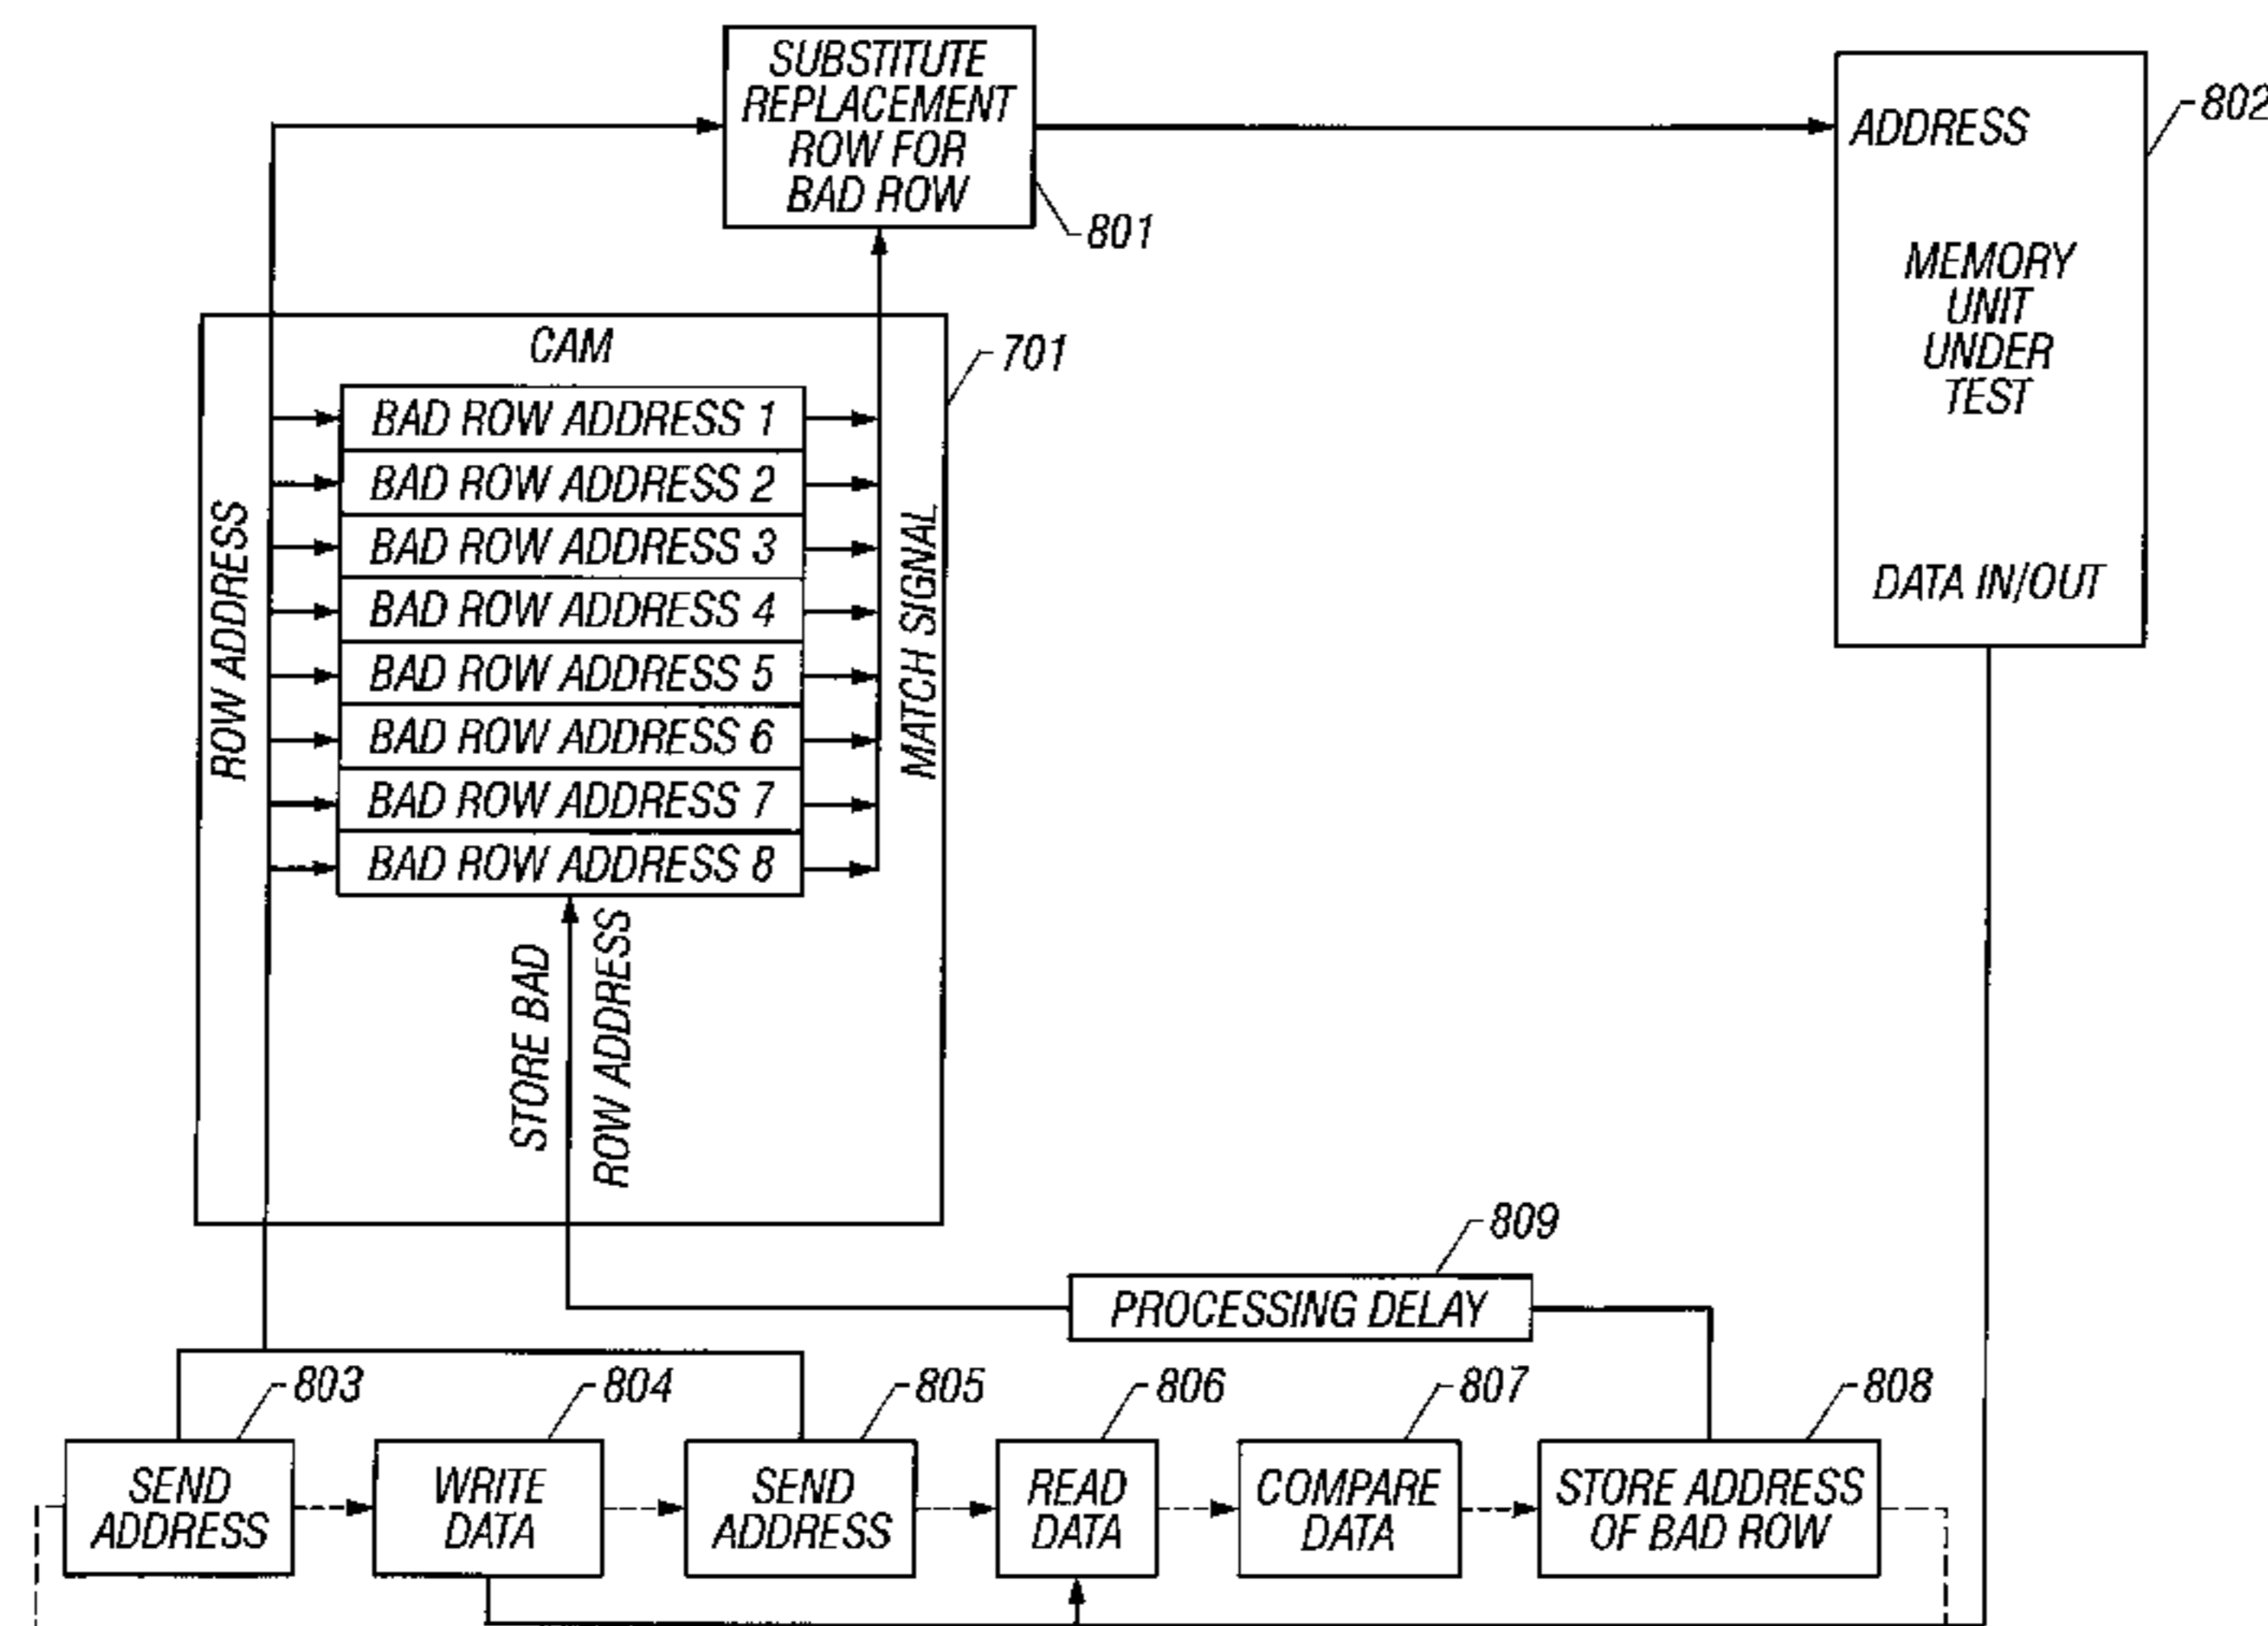 SUBSTITUTE
REPLACEMENT
ROW FOR
BAD ROW
801
ADDRESS
802
MEMORY
UNIT
UNDER
TEST
DATA IN/OUT
CAM
701
ROW ADDRESS
BAD ROW ADDRESS 1
BAD ROW ADDRESS 2
BAD ROW ADDRESS 3
BAD ROW ADDRESS 4
BAD ROW ADDRESS 5
BAD ROW ADDRESS 6
BAD ROW ADDRESS 7
BAD ROW ADDRESS 8
MATCH SIGNAL
STORE BAD
ROW ADDRESS
809
PROCESSING DELAY
803
SEND
ADDRESS
804
WRITE
DATA
805
SEND
ADDRESS
806
READ
DATA
807
COMPARE
DATA
808
STORE ADDRESS
OF BAD ROW